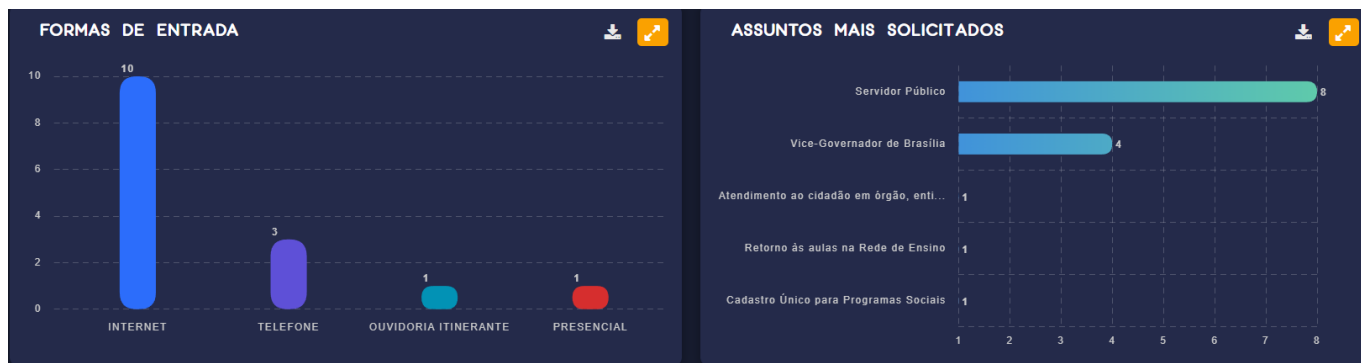 FORMAS DE ENTRADA
10
10
8
6
4
3
2
1
1
0
INTERNET
TELEFONE
OUVIDORIA ITINERANTE
PRESENCIAL
ASSUNTOS MAIS SOLICITADOS
Servidor Público
8
Vice-Governador de Brasília
4
Atendimento ao cidadão em órgão, enti...
1
Retorno às aulas na Rede de Ensino
1
Cadastro Único para Programas Sociais
1
1 2 3 4 5 6 7 8